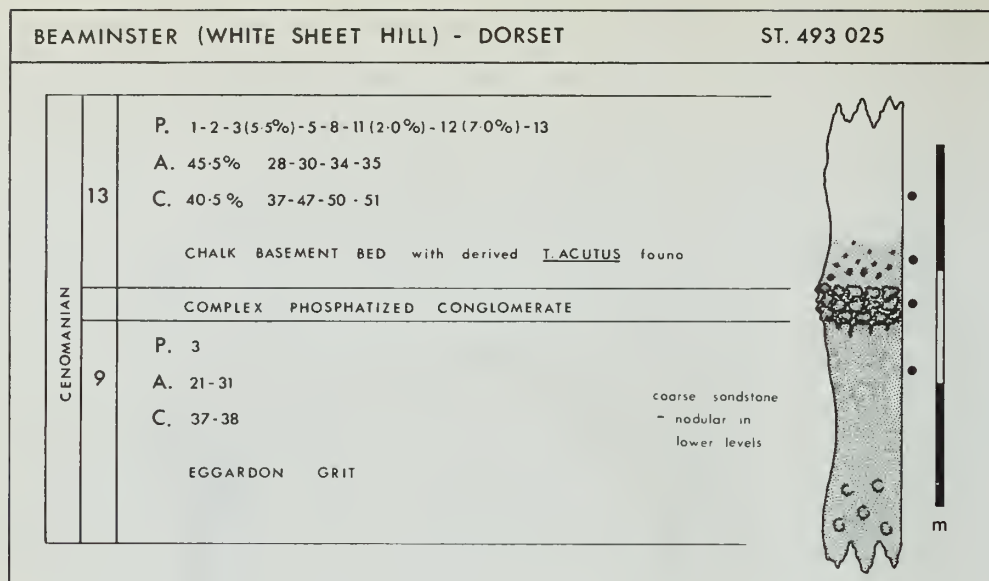 BEAMINSTER (WHITE SHEET HILL) - DORSET ST. 493 025
CENOMANIAN
13
P. 1-2-3(5·5%)-5-8-11(2·0%)-12(7·0%)-13
A. 45·5% 28-30-34-35
C. 40·5% 37-47-50·51
CHALK BASEMENT BED with derived T. ACUTUS founo
COMPLEX PHOSPHATIZED CONGLOMERATE
9
P. 3
A. 21-31
C. 37-38
coarse sandstone
- nodular in
lower levels
EGGARDON GRIT
m